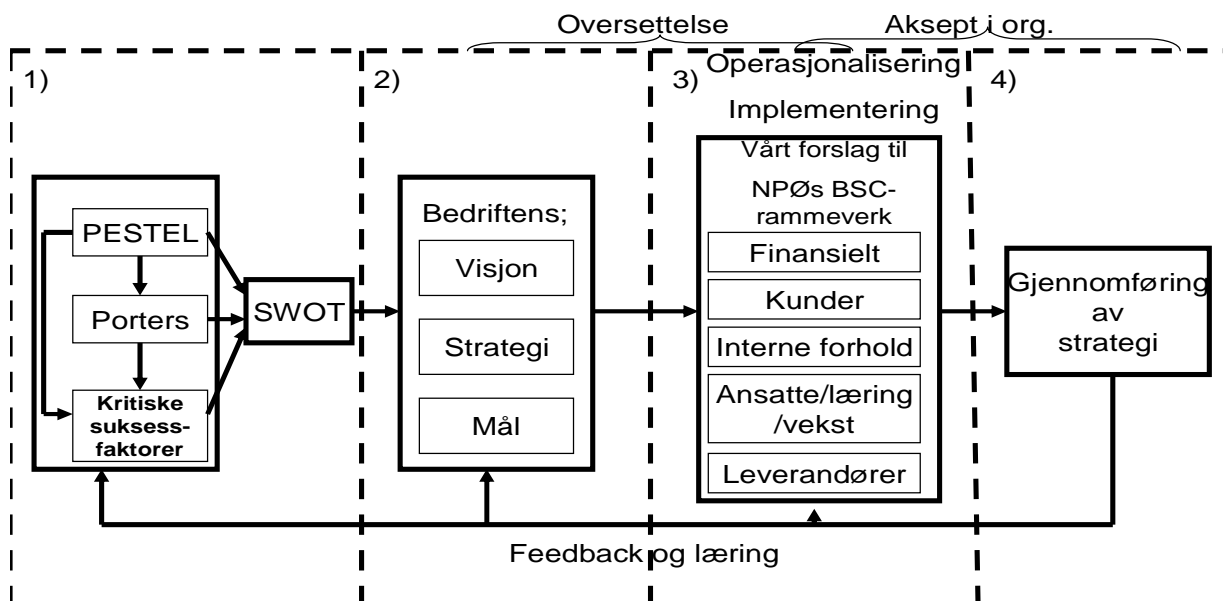 Oversettelse
Aksept i org.
1)
2)
3)
Operasjonalisering
4)
Implementering
PESTEL
Porters
Kritiske
suksess-
faktorer
SWOT
Bedriftens;
Visjon
Strategi
Mål
Vårt forslag til
NPØs BSC-
rammeverk
Finansielt
Kunder
Interne forhold
Ansatte/læring
/vekst
Leverandører
Gjennomføring
av
strategi
Feedback og læring